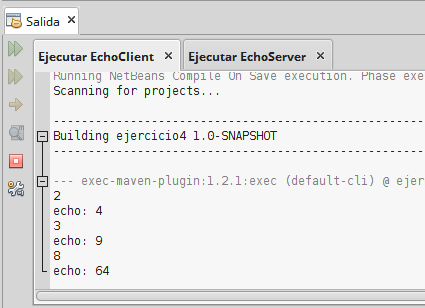 Salida
Ejecutar EchoClient
Ejecutar EchoServer
Running NetBeans Compile On Save execution. Phase exe
Scanning for projects...
------------------------------------------------
Building ejercicio4 1.0-SNAPSHOT
------------------------------------------------
--- exec-maven-plugin:1.2.1:exec (default-cli) @ ejer
2
echo: 4
3
echo: 9
8
echo: 64